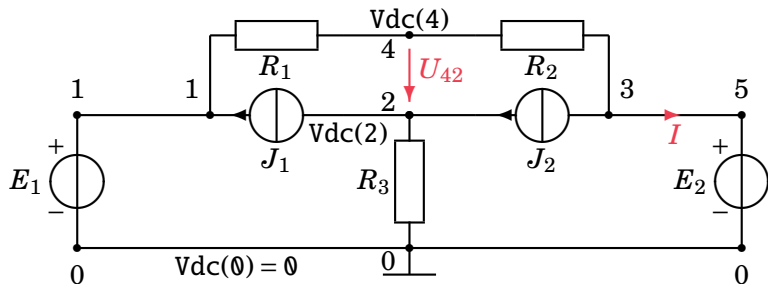 Vdc(4)
4
R₁
U₄₂
R₂
1
1
2
3
5
Vdc(2)
J₁
J₂
I
+
E₁
−
R₃
+
E₂
−
Vdc(0) = 0
0
0
0